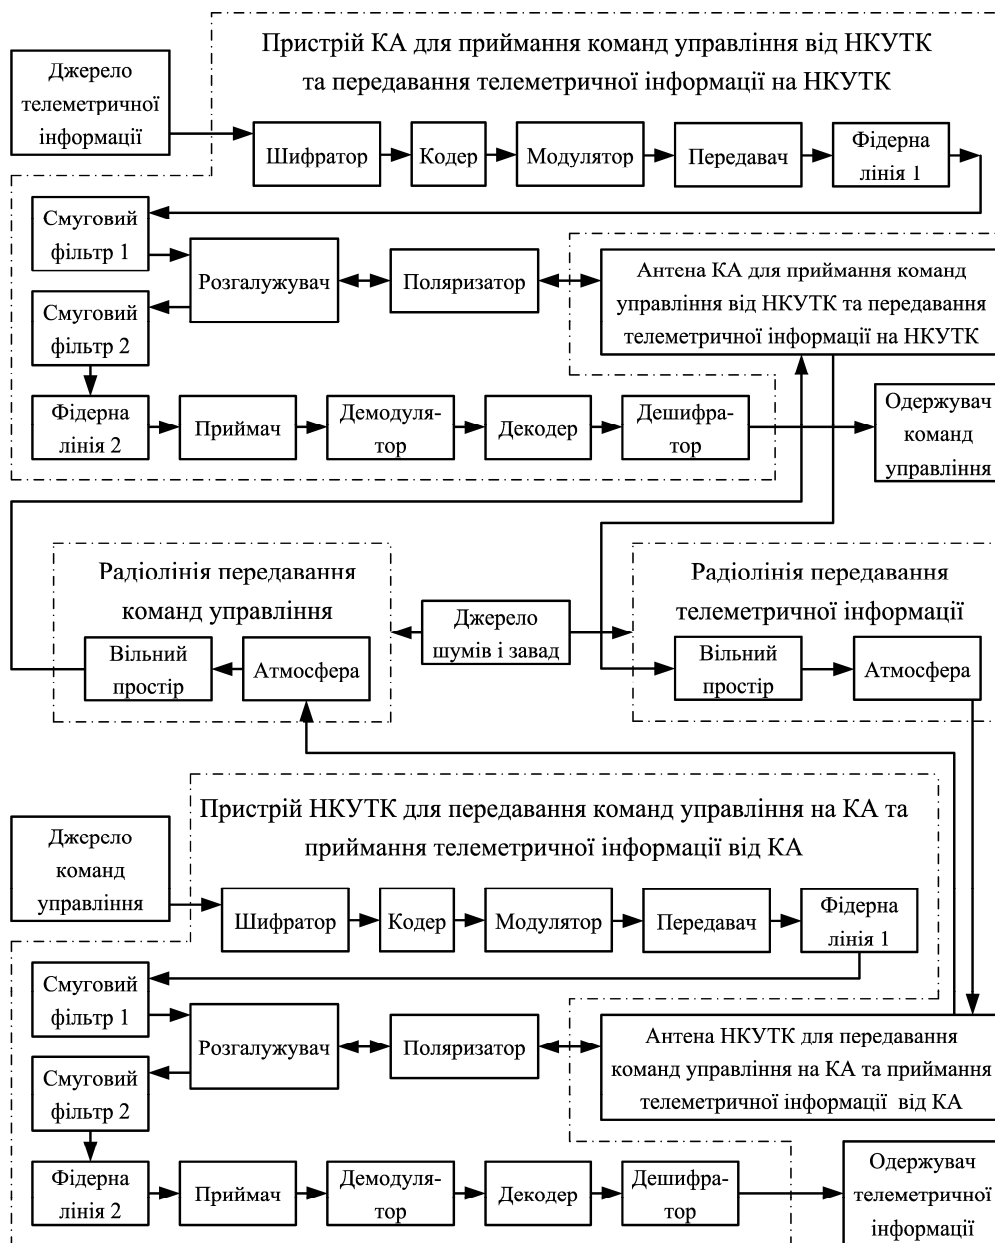 Пристрій КА для приймання команд управління від НКУТК
та передавання телеметричної інформації на НКУТК
Джерело
телеметричної
інформації
Шифратор
Кодер
Модулятор
Передавач
Фідерна
лінія 1
Смуговий
фільтр 1
Розгалужувач
Поляризатор
Антена КА для приймання команд
управління від НКУТК та передавання
телеметричної інформації на НКУТК
Смуговий
фільтр 2
Фідерна
лінія 2
Приймач
Демодуля-
тор
Декодер
Дешифра-
тор
Одержувач
команд
управління
Радіолінія передавання
команд управління
Вільний
простір
Атмосфера
Джерело
шумів і завад
Радіолінія передавання
телеметричної інформації
Вільний
простір
Атмосфера
Пристрій НКУТК для передавання команд управління на КА та
приймання телеметричної інформації від КА
Джерело
команд
управління
Шифратор
Кодер
Модулятор
Передавач
Фідерна
лінія 1
Смуговий
фільтр 1
Розгалужувач
Поляризатор
Антена НКУТК для передавання
команд управління на КА та приймання
телеметричної інформації від КА
Смуговий
фільтр 2
Фідерна
лінія 2
Приймач
Демодуля-
тор
Декодер
Дешифра-
тор
Одержувач
телеметричної
інформації